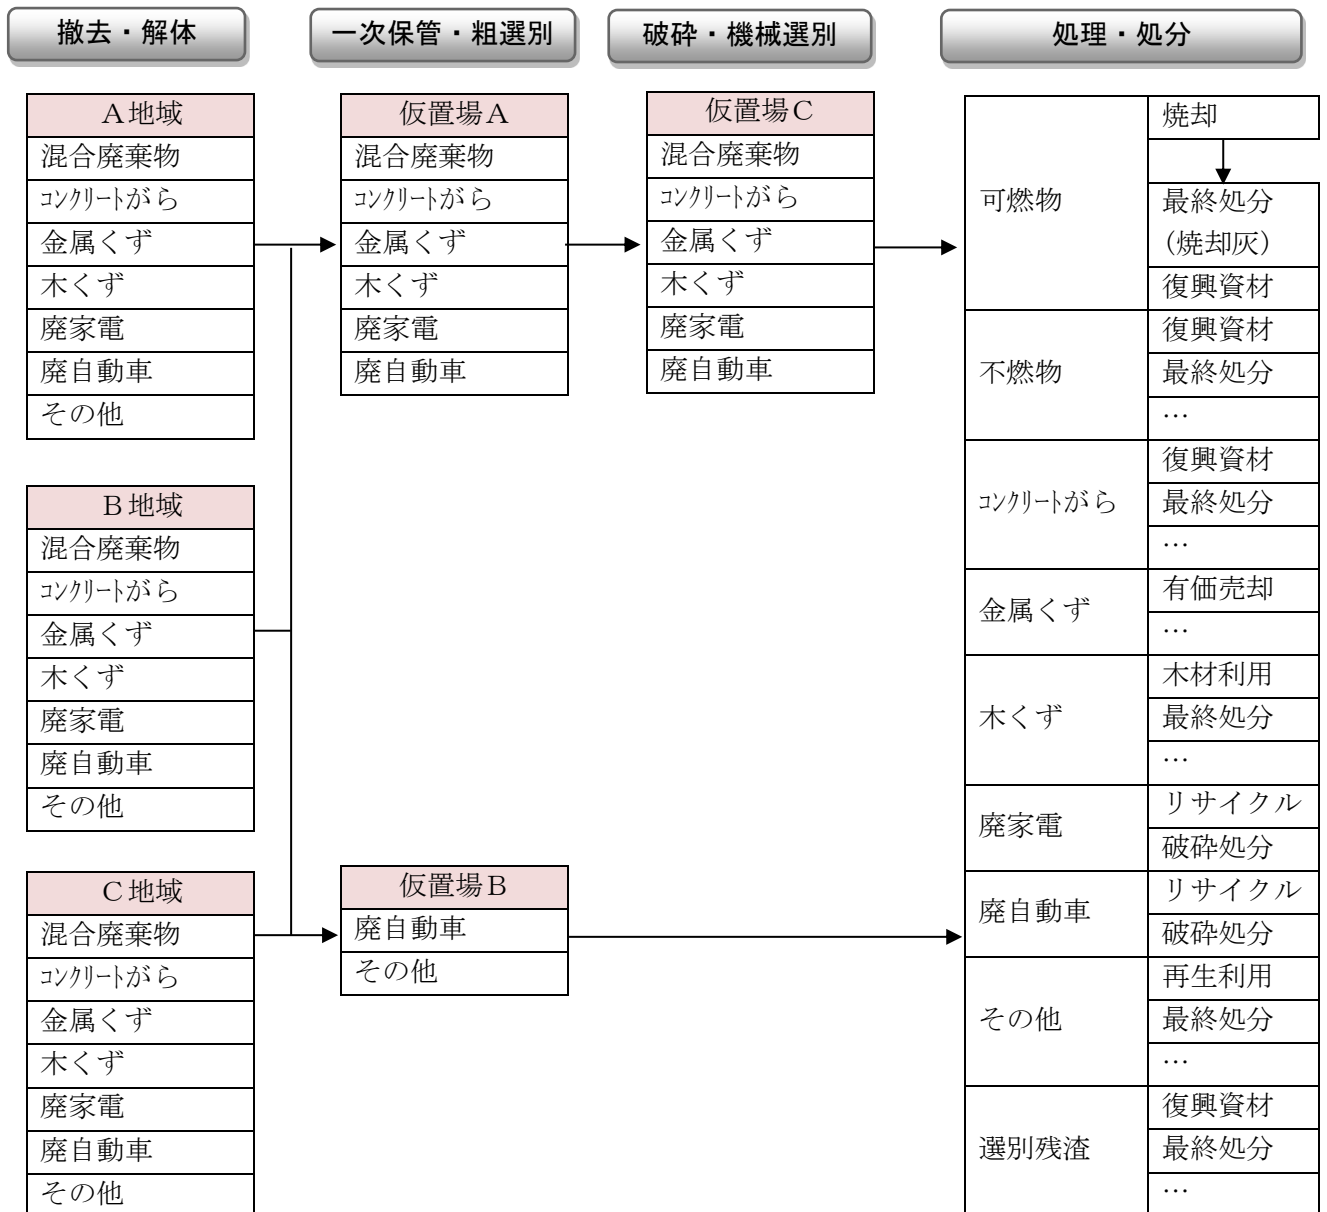 撤去・解体
一次保管・粗選別
破砕・機械選別
処理・処分
A地域
混合廃棄物
コンクリートがら
金属くず
木くず
廃家電
廃自動車
その他
B地域
混合廃棄物
コンクリートがら
金属くず
木くず
廃家電
廃自動車
その他
C地域
混合廃棄物
コンクリートがら
金属くず
木くず
廃家電
廃自動車
その他
仮置場A
混合廃棄物
コンクリートがら
金属くず
木くず
廃家電
廃自動車
仮置場B
廃自動車
その他
仮置場C
混合廃棄物
コンクリートがら
金属くず
木くず
廃家電
廃自動車
可燃物
焼却
最終処分
(焼却灰)
復興資材
不燃物
復興資材
最終処分
…
コンクリートがら
復興資材
最終処分
…
金属くず
有価売却
…
木くず
木材利用
最終処分
…
廃家電
リサイクル
破砕処分
廃自動車
リサイクル
破砕処分
その他
再生利用
最終処分
…
選別残渣
復興資材
最終処分
…